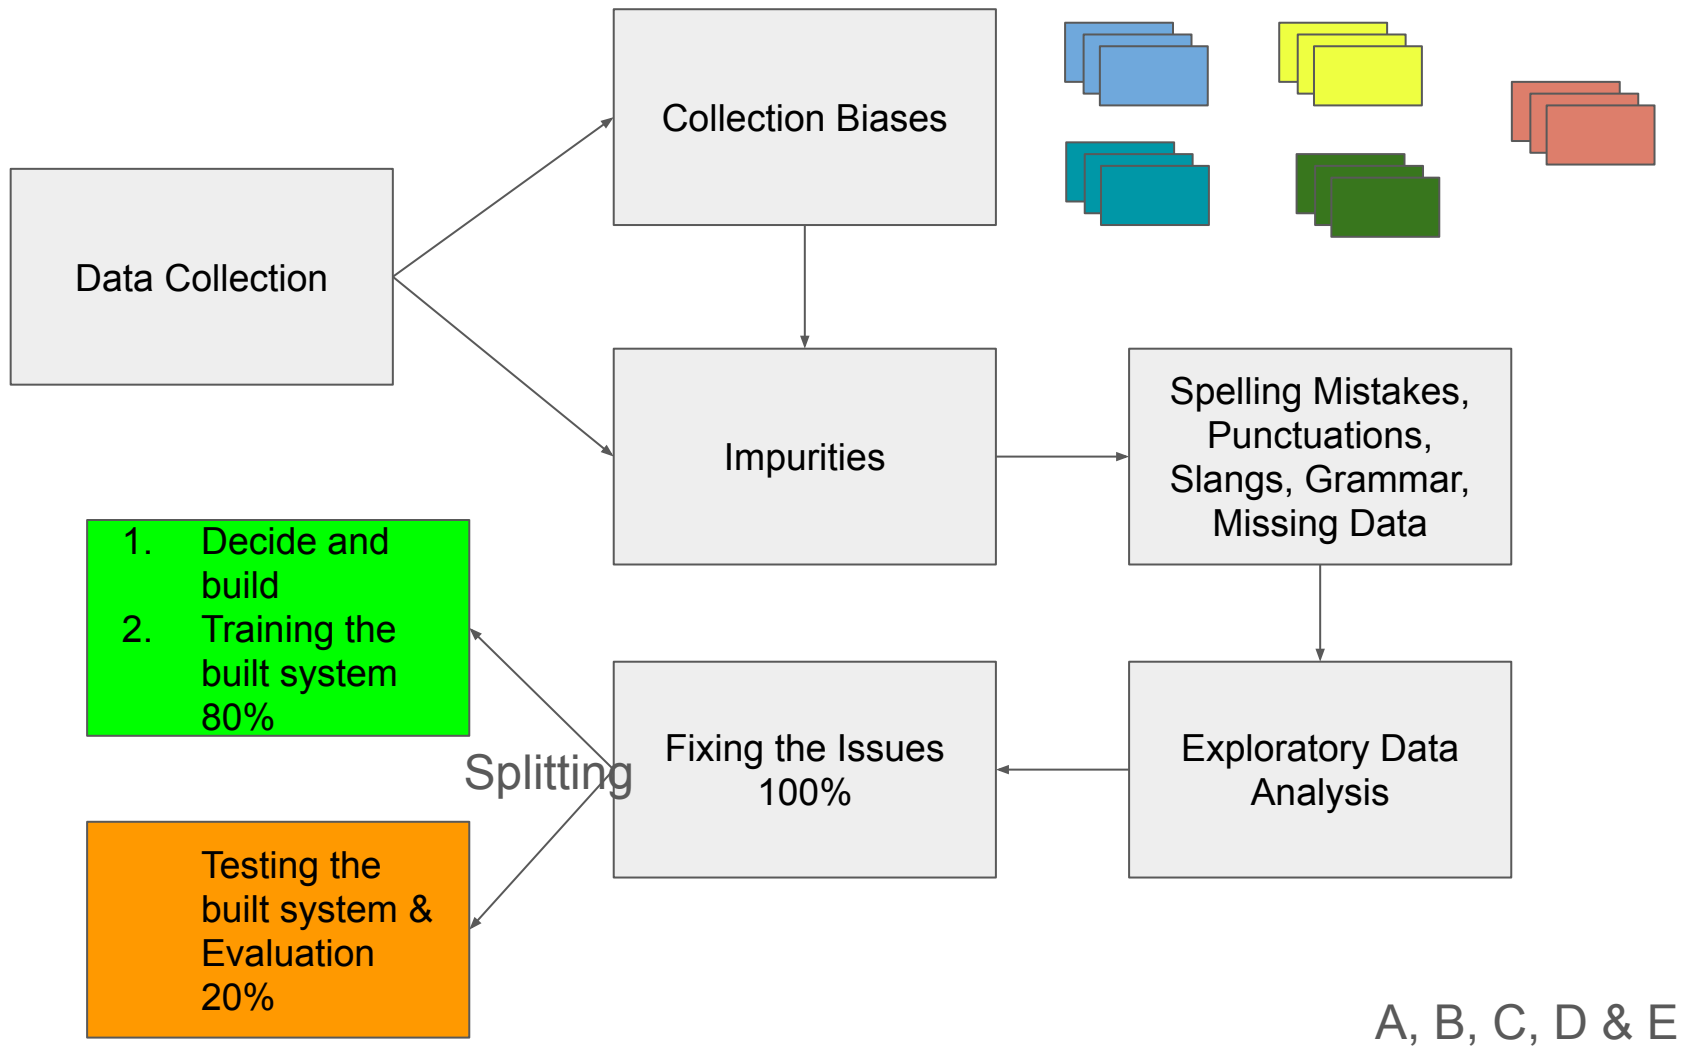 Collection Biases
Data Collection
Impurities
Spelling Mistakes,
Punctuations,
Slangs, Grammar,
Missing Data
1. Decide and
build
2. Training the
built system
80%
Splitting
Fixing the Issues
100%
Exploratory Data
Analysis
Testing the
built system &
Evaluation
20%
A, B, C, D & E